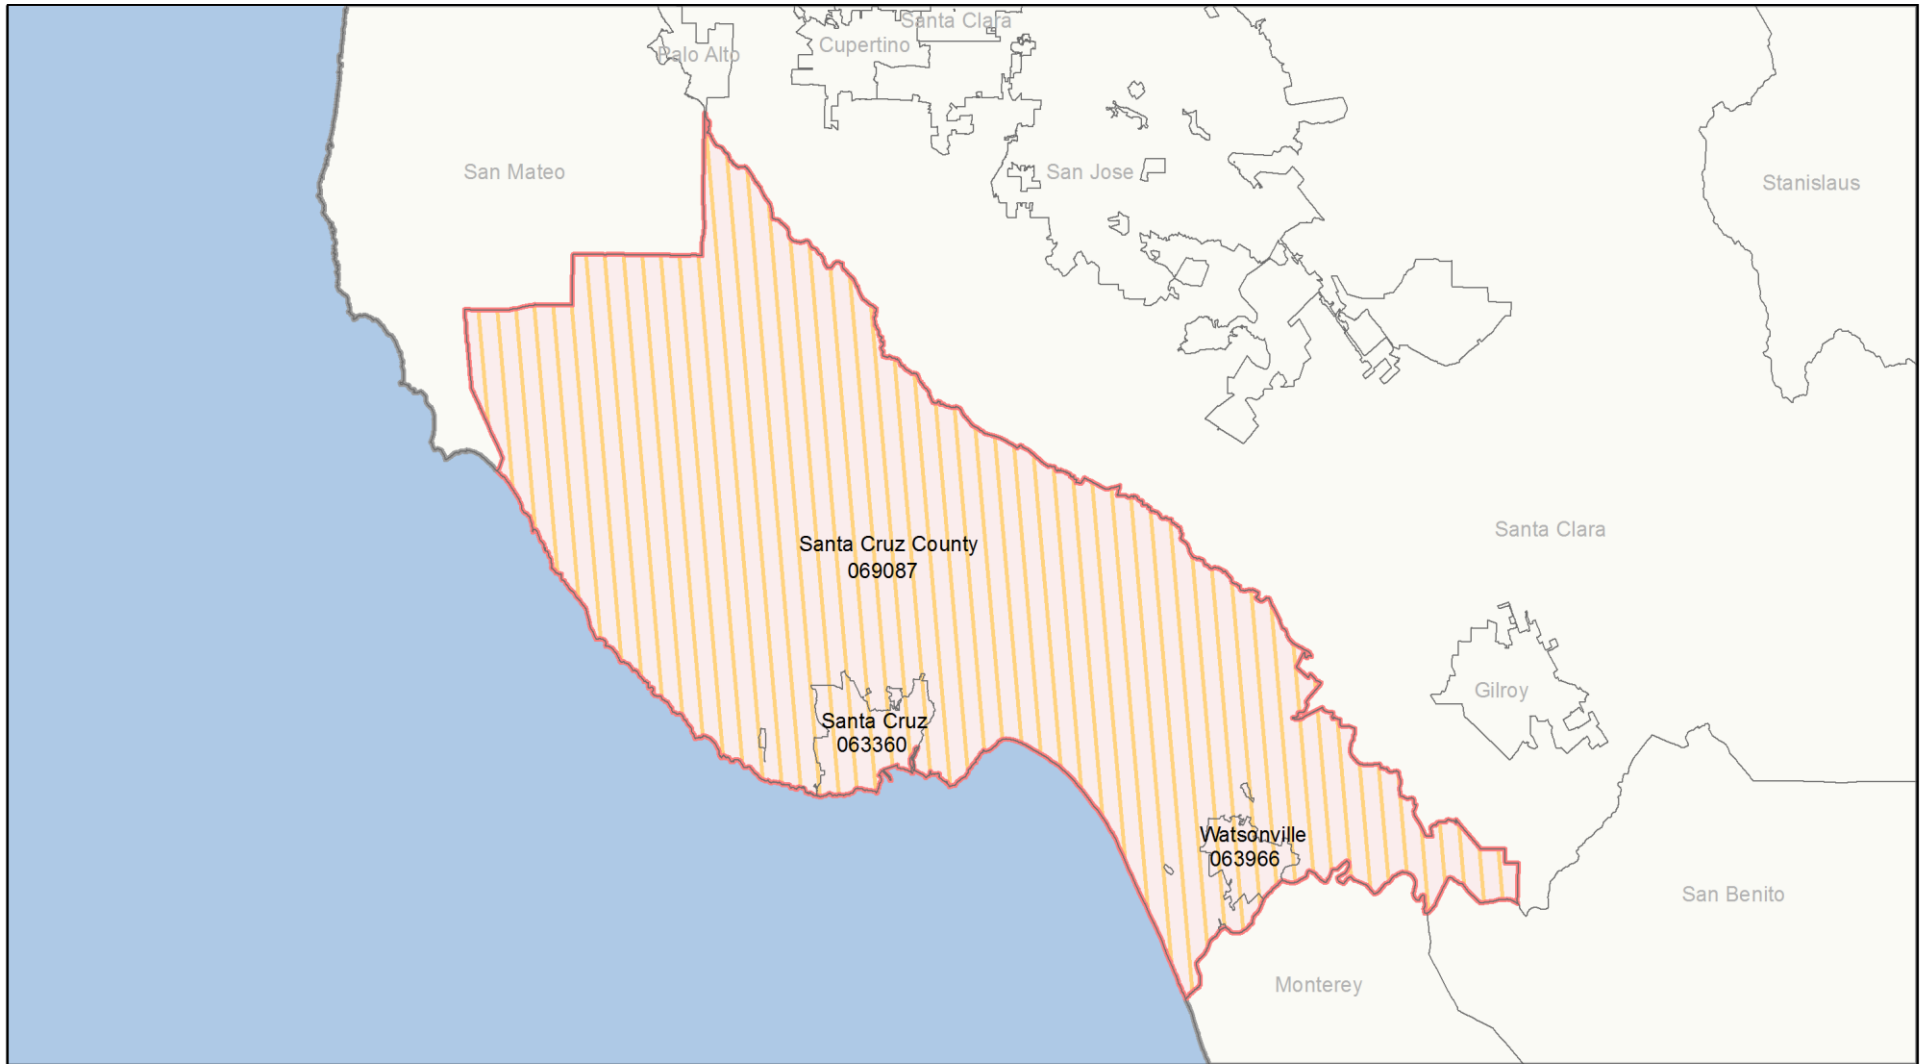 Santa Clara
Palo Alto
Cupertino
San Mateo
San Jose
Stanislaus
Santa Clara
Santa Cruz County
069087
Gilroy
Santa Cruz
063360
Watsonville
063966
San Benito
Monterey